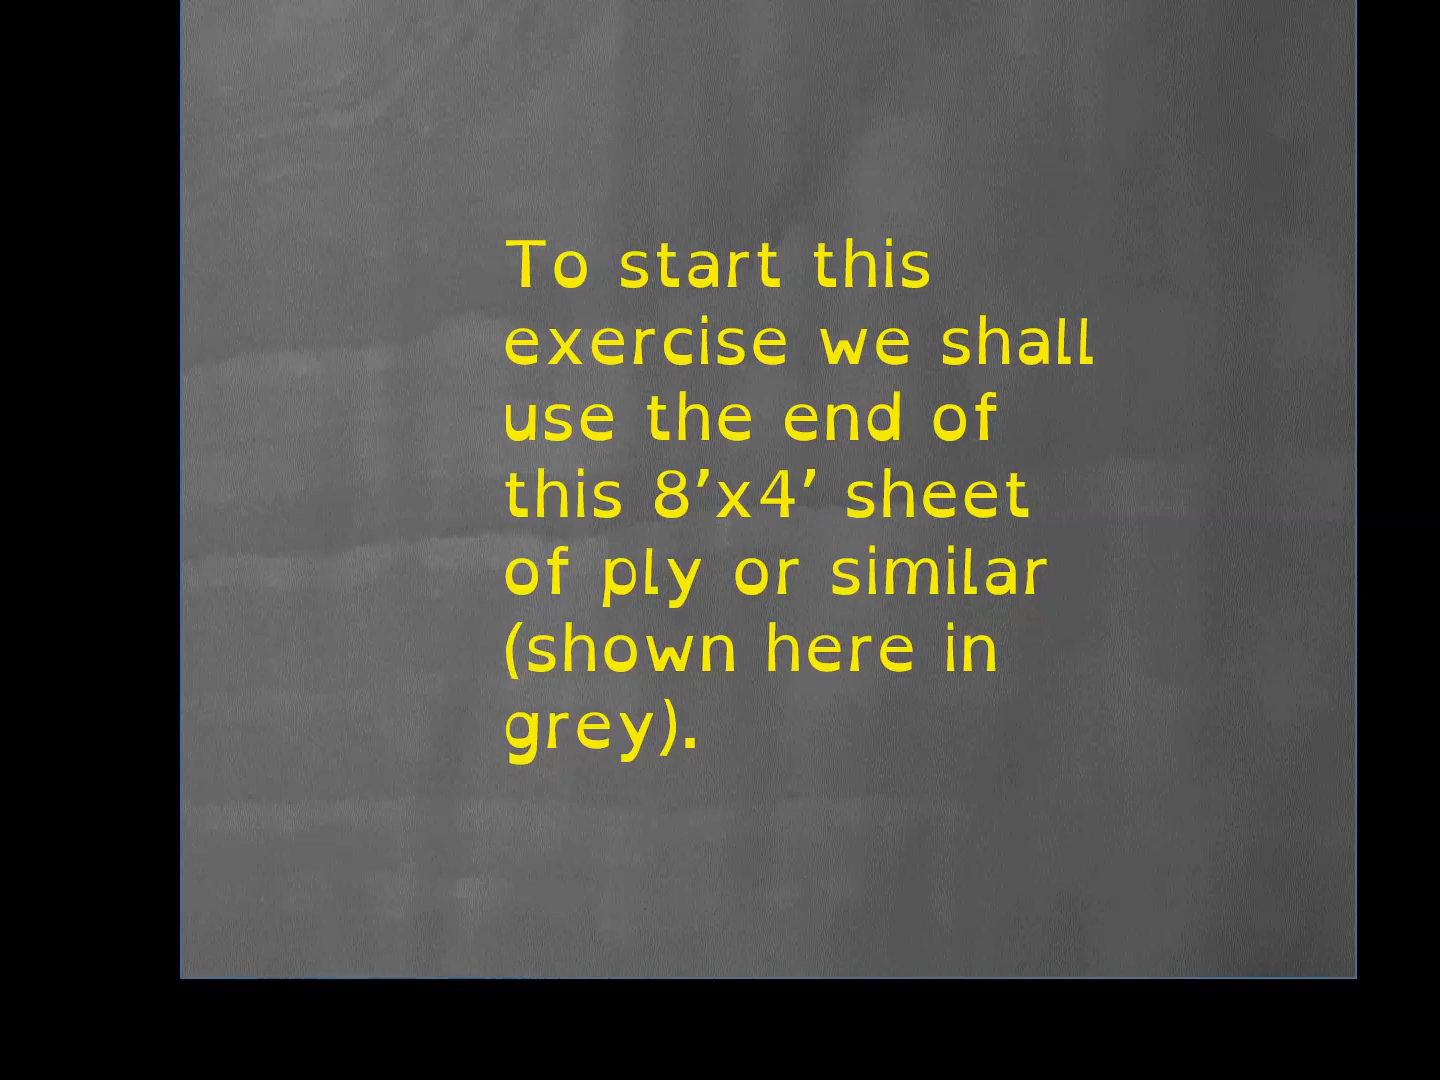 To start this
exercise we shall
use the end of
this 8’x4’ sheet
of ply or similar
(shown here in
grey).